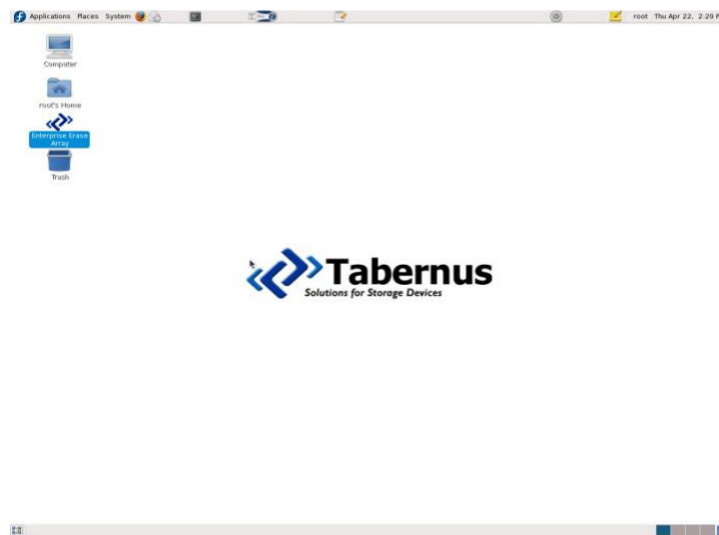 Applications Places System
root Thu Apr 22, 2:29 P
Computer
root's Home
Enterprise Erase
Array
Trash
Tabernus
Solutions for Storage Devices